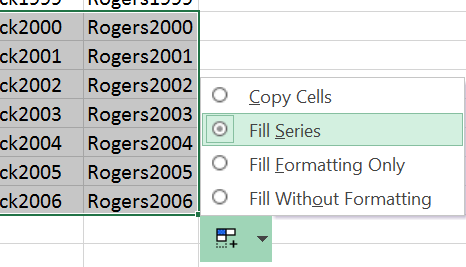 ck1999 Rogers1999
ck2000 Rogers2000
ck2001 Rogers2001
ck2002 Rogers2002
ck2003 Rogers2003
ck2004 Rogers2004
ck2005 Rogers2005
ck2006 Rogers2006
Copy Cells
Fill Series
Fill Formatting Only
Fill Without Formatting